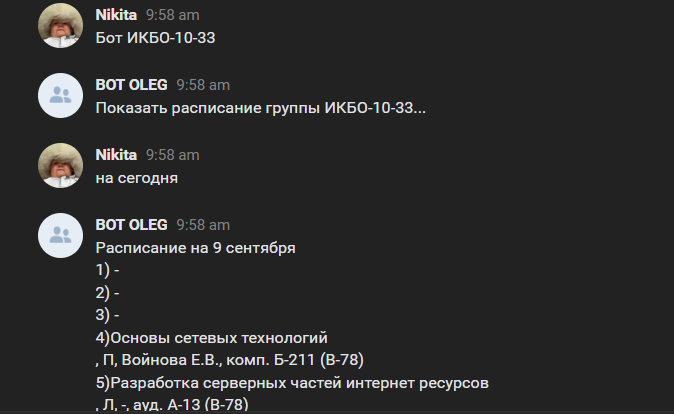 Nikita 9:58 am
Бот ИКБО-10-33
BOT OLEG 9:58 am
Показать расписание группы ИКБО-10-33...
Nikita 9:58 am
на сегодня
BOT OLEG 9:58 am
Расписание на 9 сентября
1) -
2) -
3) -
4)Основы сетевых технологий
, П, Войнова Е.В., комп. Б-211 (В-78)
5)Разработка серверных частей интернет ресурсов
, Л, -, ауд. А-13 (В-78)